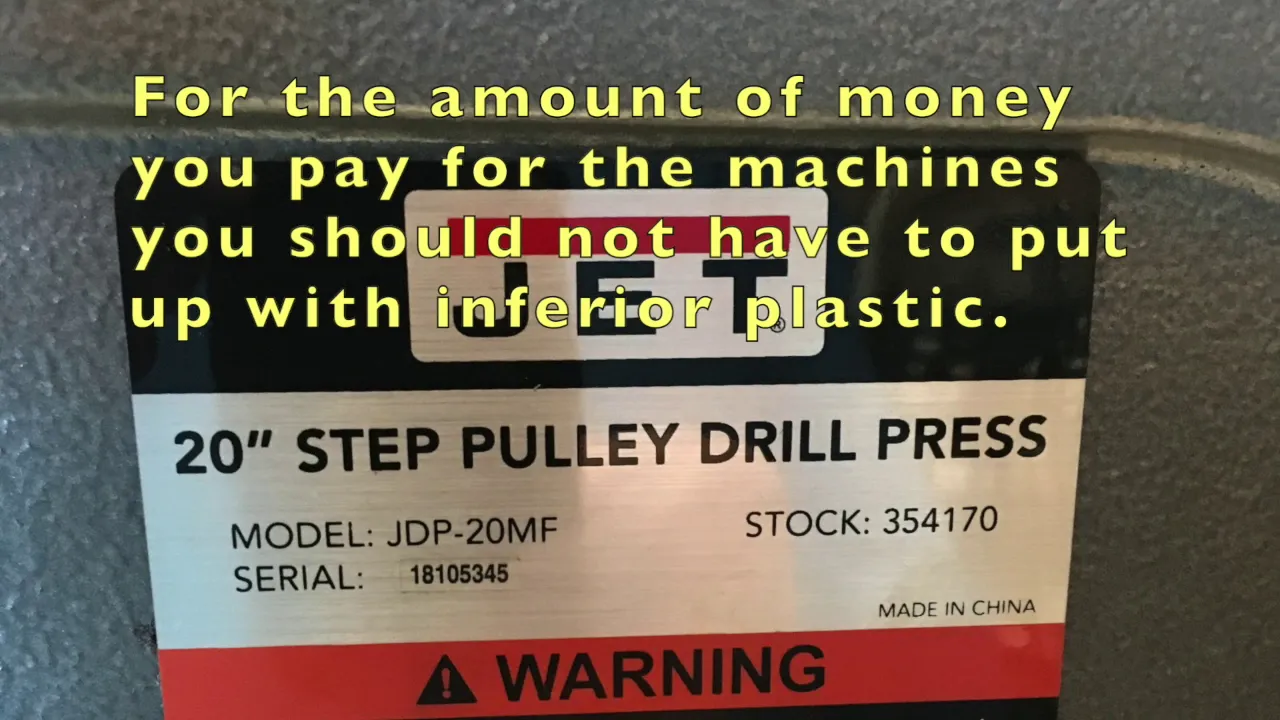 For the amount of money
you pay for the machines
you should not have to put
up with inferior plastic.
JET®
20" STEP PULLEY DRILL PRESS
MODEL: JDP-20MF STOCK: 354170
SERIAL: 18105345
MADE IN CHINA
WARNING